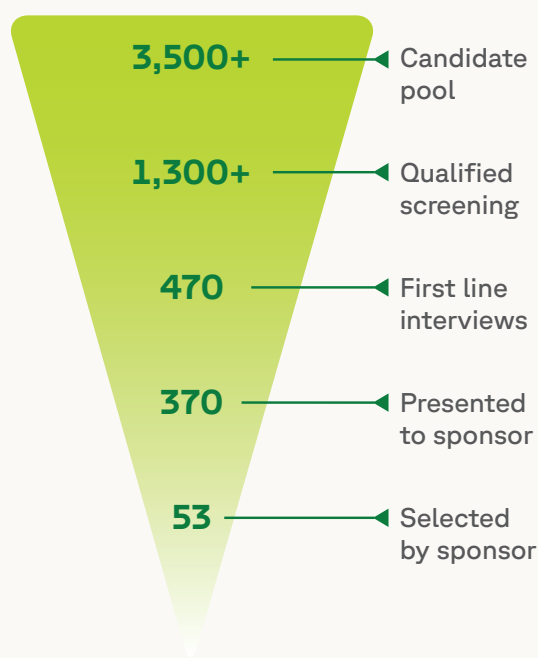 3,500+
Candidate
pool
1,300+
Qualified
screening
470
First line
interviews
370
Presented
to sponsor
53
Selected
by sponsor